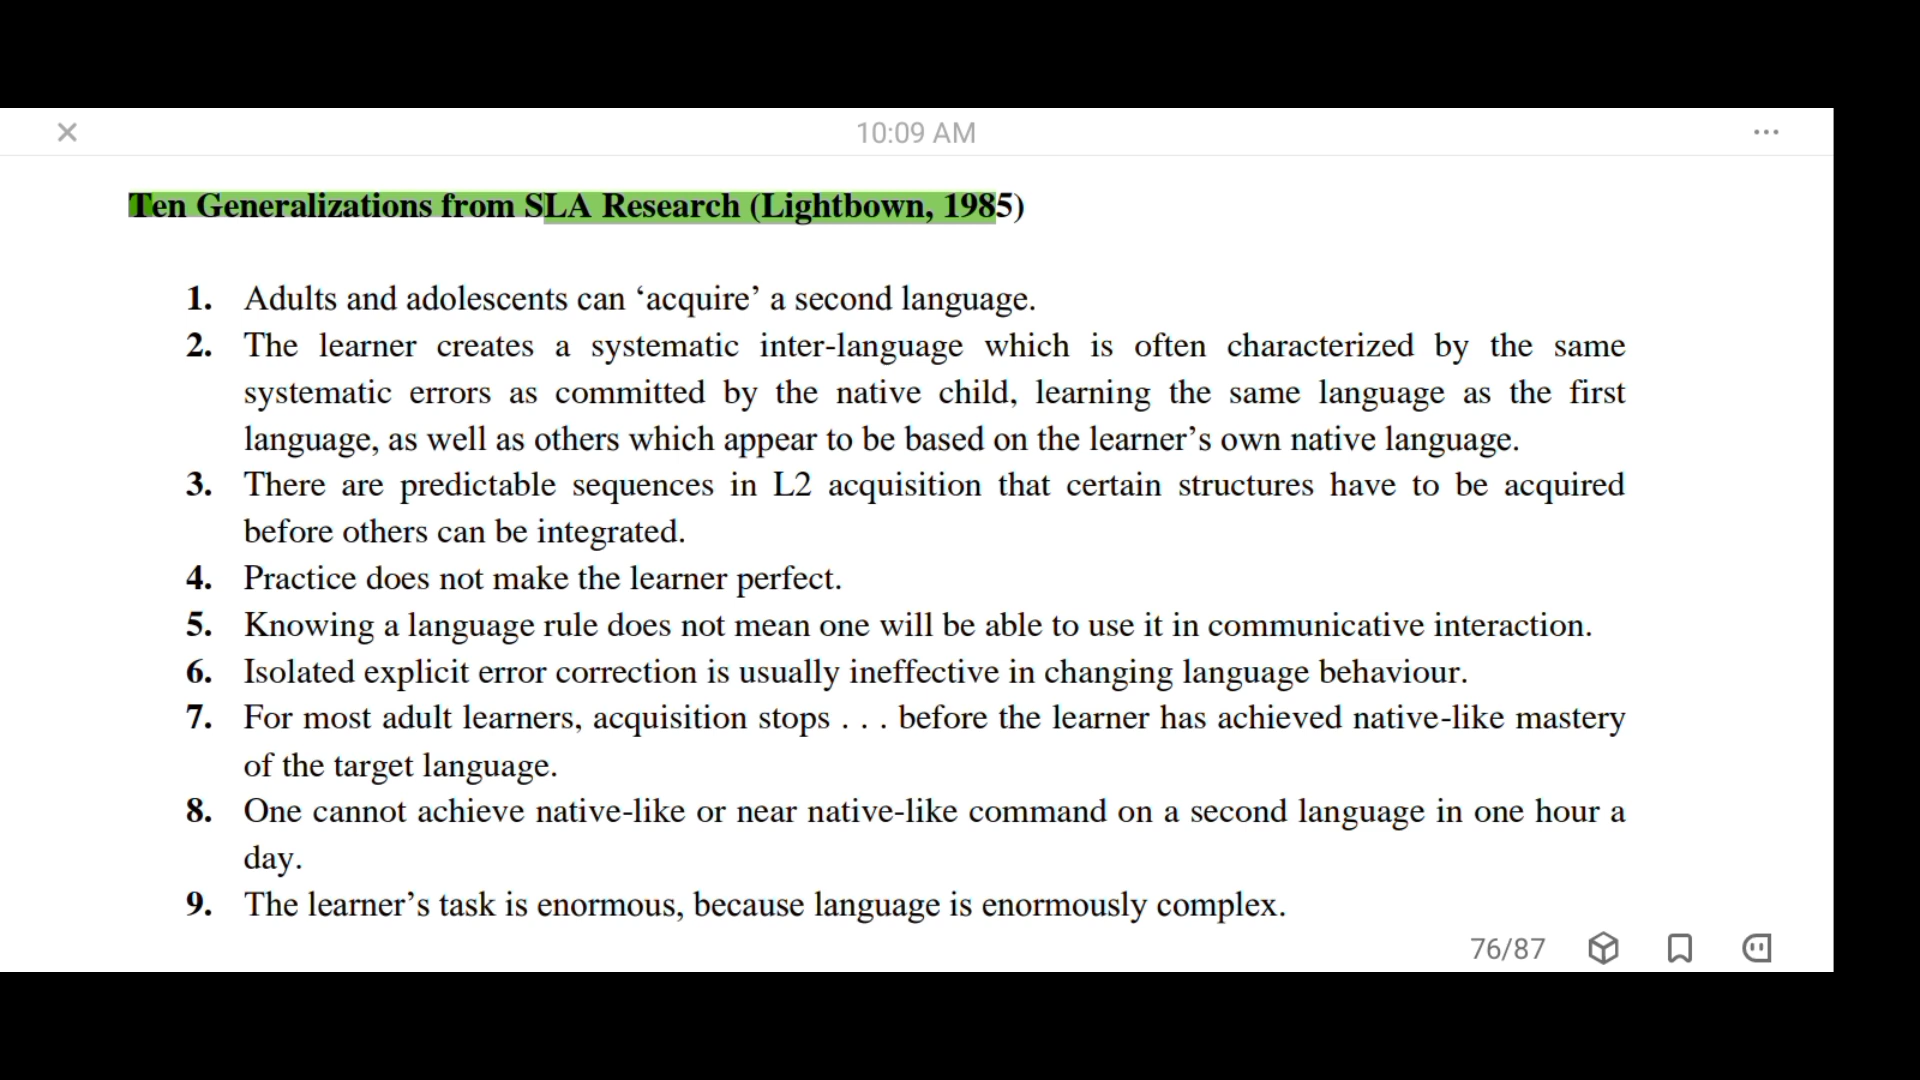 10:09 AM
Ten Generalizations from SLA Research (Lightbown, 1985)
1. Adults and adolescents can ‘acquire’ a second language.
2. The learner creates a systematic inter-language which is often characterized by the same
systematic errors as committed by the native child, learning the same language as the first
language, as well as others which appear to be based on the learner’s own native language.
3. There are predictable sequences in L2 acquisition that certain structures have to be acquired
before others can be integrated.
4. Practice does not make the learner perfect.
5. Knowing a language rule does not mean one will be able to use it in communicative interaction.
6. Isolated explicit error correction is usually ineffective in changing language behaviour.
7. For most adult learners, acquisition stops . . . before the learner has achieved native-like mastery
of the target language.
8. One cannot achieve native-like or near native-like command on a second language in one hour a
day.
9. The learner’s task is enormous, because language is enormously complex.
76/87